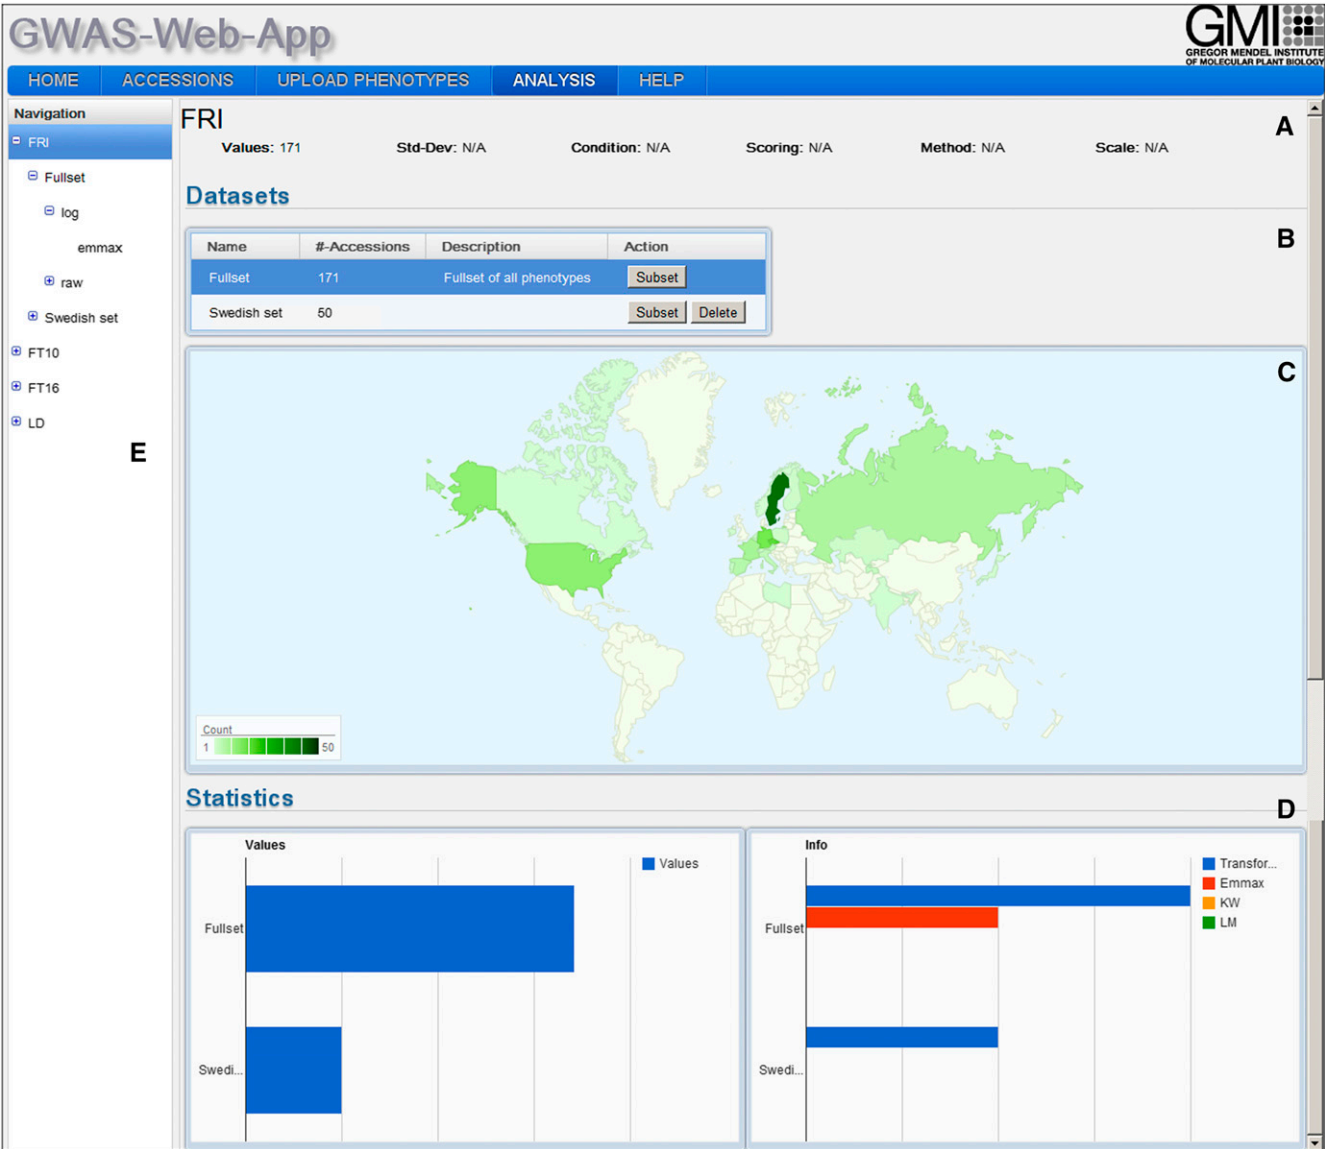 GWAS-Web-App
GMI
GREGOR MENDEL INSTITUTE
OF MOLECULAR PLANT BIOLOGY
HOME ACCESSIONS UPLOAD PHENOTYPES ANALYSIS HELP
Navigation
FRI
Fullset
log
emmax
raw
Swedish set
FT10
FT16
LD
E
FRI
A
Values: 171 Std-Dev: N/A Condition: N/A Scoring: N/A Method: N/A Scale: N/A
Datasets
B
Name #-Accessions Description Action
Fullset 171 Fullset of all phenotypes Subset
Swedish set 50 Subset Delete
C
Count
1 50
Statistics
D
Values
Values
Fullset
Swedi...
Info
Transfor...
Emmax
KW
LM
Fullset
Swedi...